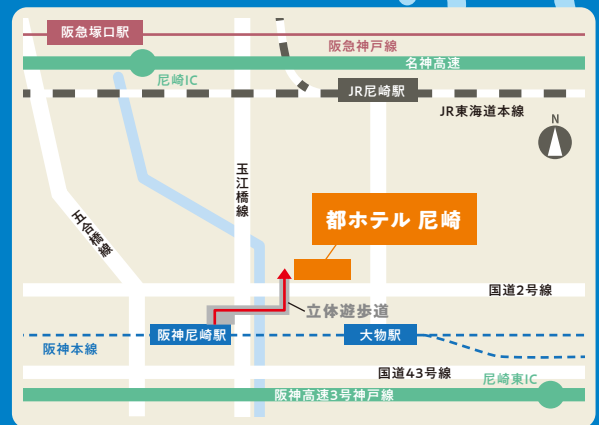 阪急塚口駅
阪急神戸線
名神高速
尼崎IC
JR尼崎駅
JR東海道本線
N
玉江橋線
五合橋線
都ホテル 尼崎
国道2号線
立体遊歩道
阪神尼崎駅
大物駅
阪神本線
国道43号線
尼崎東IC
阪神高速3号神戸線